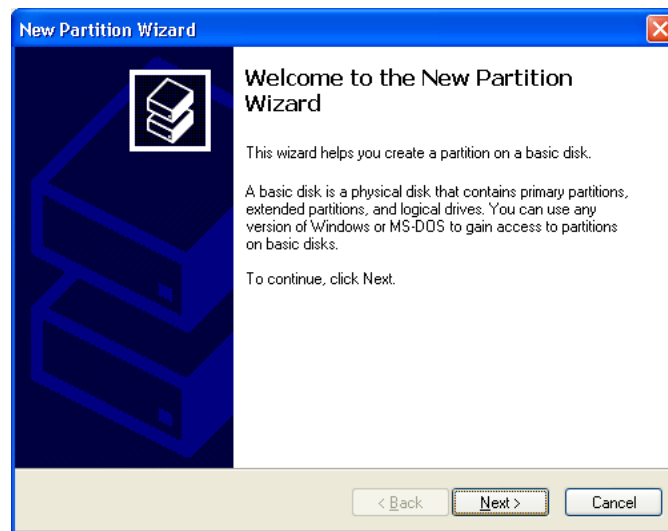 New Partition Wizard
Welcome to the New Partition
Wizard
This wizard helps you create a partition on a basic disk.
A basic disk is a physical disk that contains primary partitions,
extended partitions, and logical drives. You can use any
version of Windows or MS-DOS to gain access to partitions
on basic disks.
To continue, click Next.
< Back
Next >
Cancel